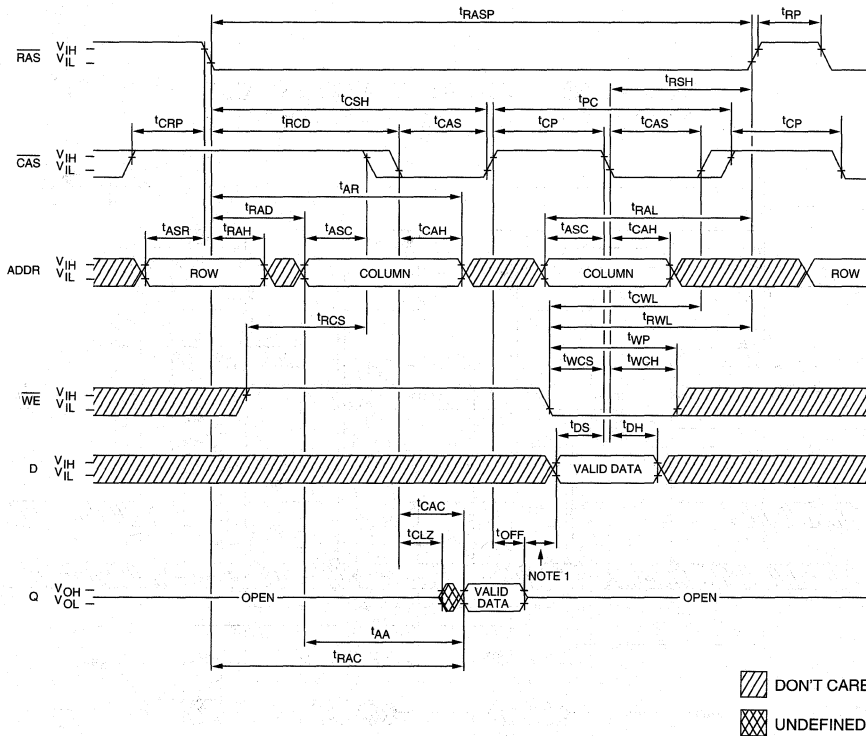 tRASP
tRP
RAS
VIH
VIL
tRSH
tCSH
tPC
tCRP
tRCD
tCAS
tCP
tCAS
tCP
CAS
VIH
VIL
tAR
tRAD
tRAL
tASR
tRAH
tASC
tCAH
tASC
tCAH
ADDR
VIH
VIL
ROW
COLUMN
COLUMN
ROW
tCWL
tRCS
tRWL
tWP
tWCS
tWCH
WE
VIH
VIL
tDS
tDH
D
VIH
VIL
VALID DATA
tCAC
tCLZ
tOFF
NOTE 1
Q
VOH
VOL
OPEN
VALID
DATA
OPEN
tAA
tRAC
DON'T CARE
UNDEFINED